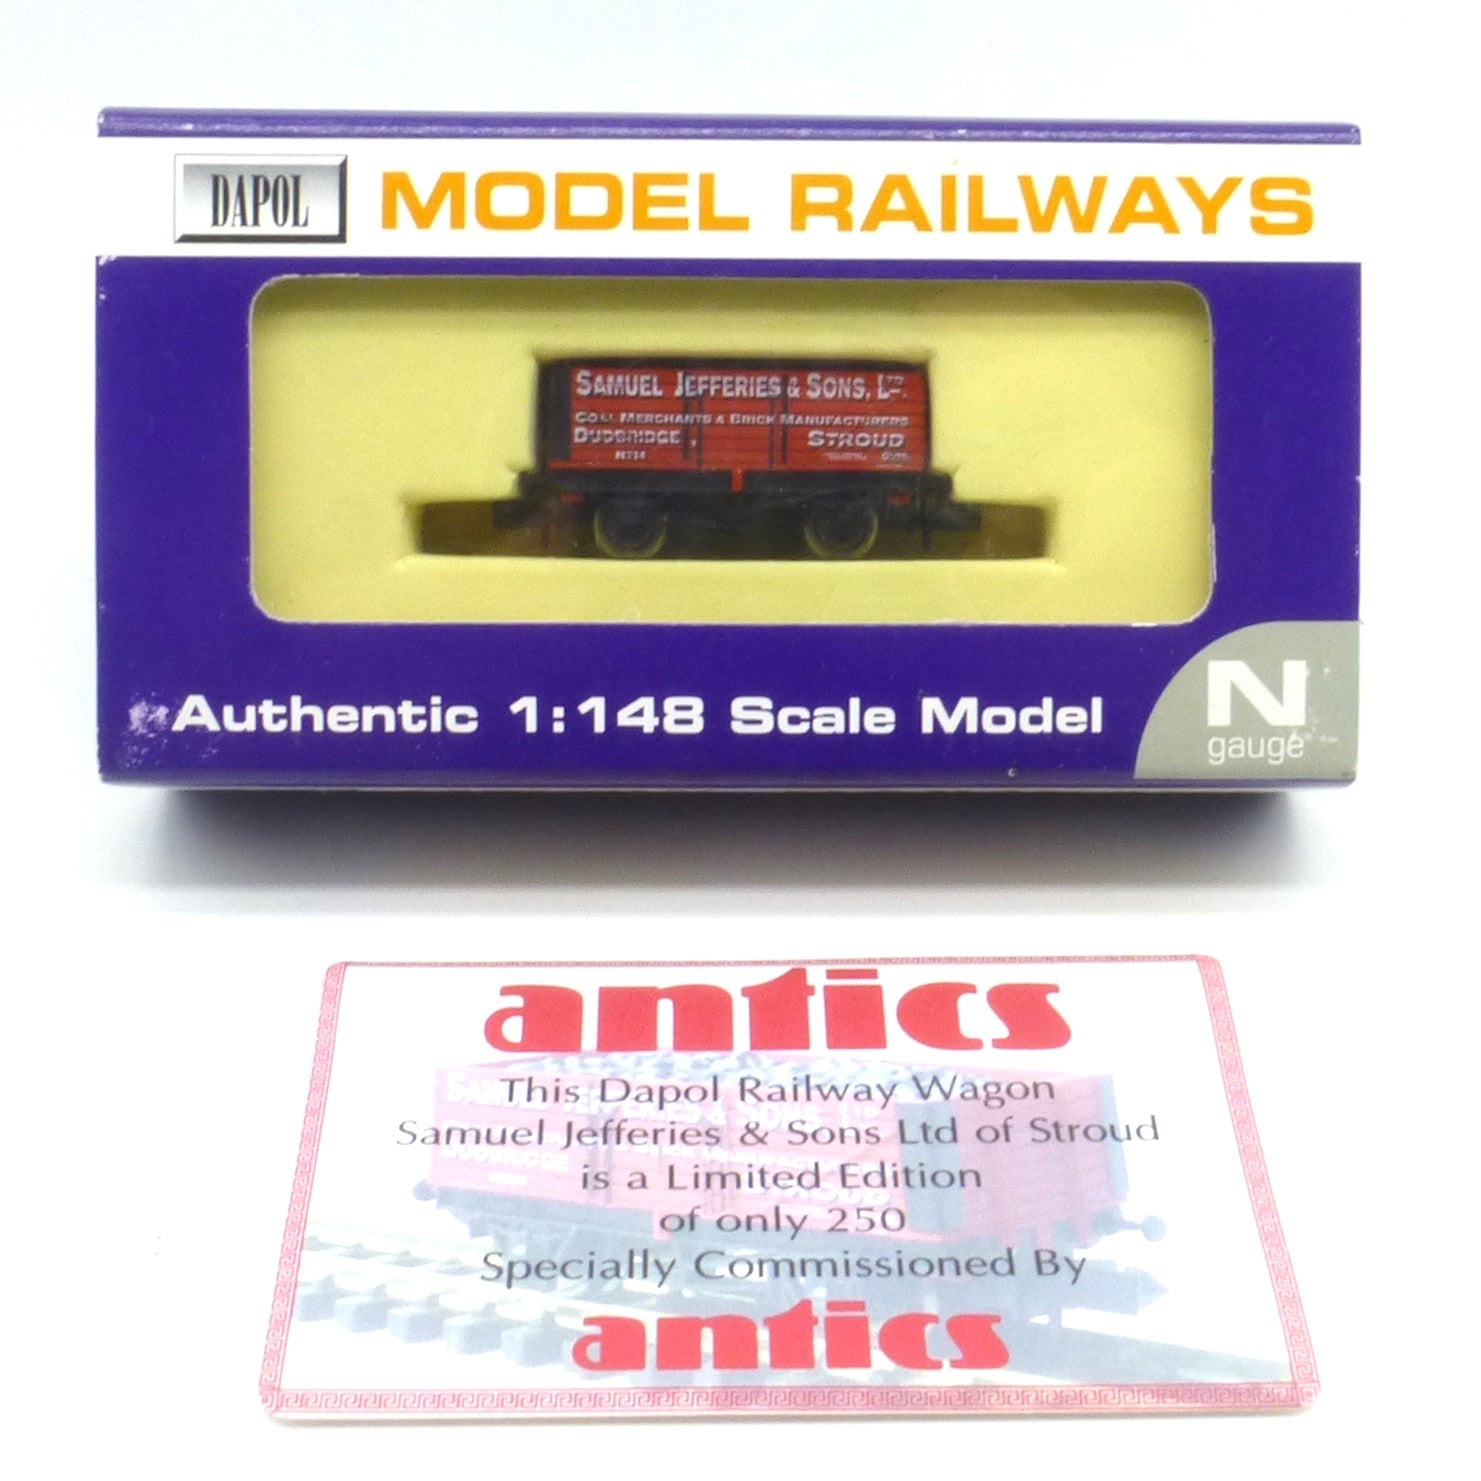 DAPOL MODEL RAILWAYS
SAMUEL JEFFERIES & SONS, LTD.
COAL MERCHANTS & BRICK MANUFACTURERS
DUDBRIDGE, STROUD
Authentic 1:148 Scale Model
N
gauge
antics
This Dapol Railway Wagon
Samuel Jefferies & Sons Ltd of Stroud
is a Limited Edition
of only 250
Specially Commissioned By
antics